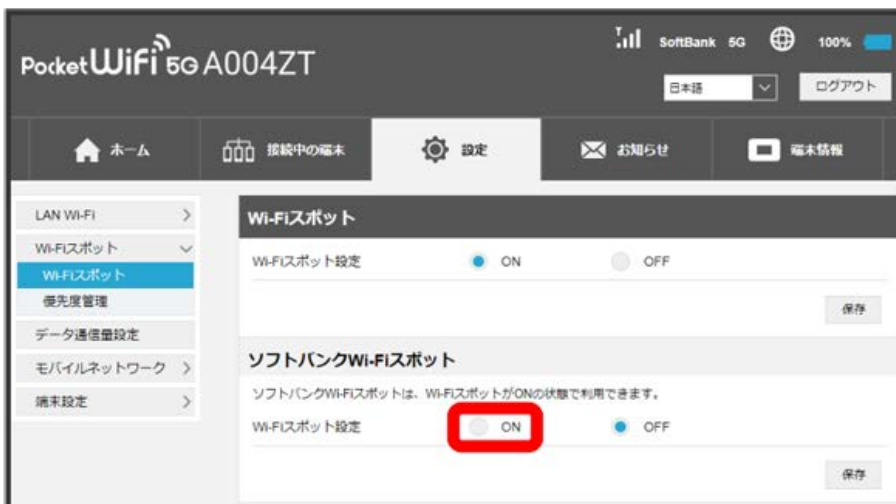 SoftBank 5G 100%
PocketWiFi 5G A004ZT
日本語 ログアウト
ホーム 接続中の端末 設定 お知らせ 端末情報
LAN Wi-Fi
Wi-Fiスポット
Wi-Fiスポット
優先度管理
データ通信量設定
モバイルネットワーク
端末設定
Wi-Fiスポット
Wi-Fiスポット設定 ON OFF
保存
ソフトバンクWi-Fiスポット
ソフトバンクWi-Fiスポットは、Wi-FiスポットがONの状態で利用できます。
Wi-Fiスポット設定 ON OFF
保存